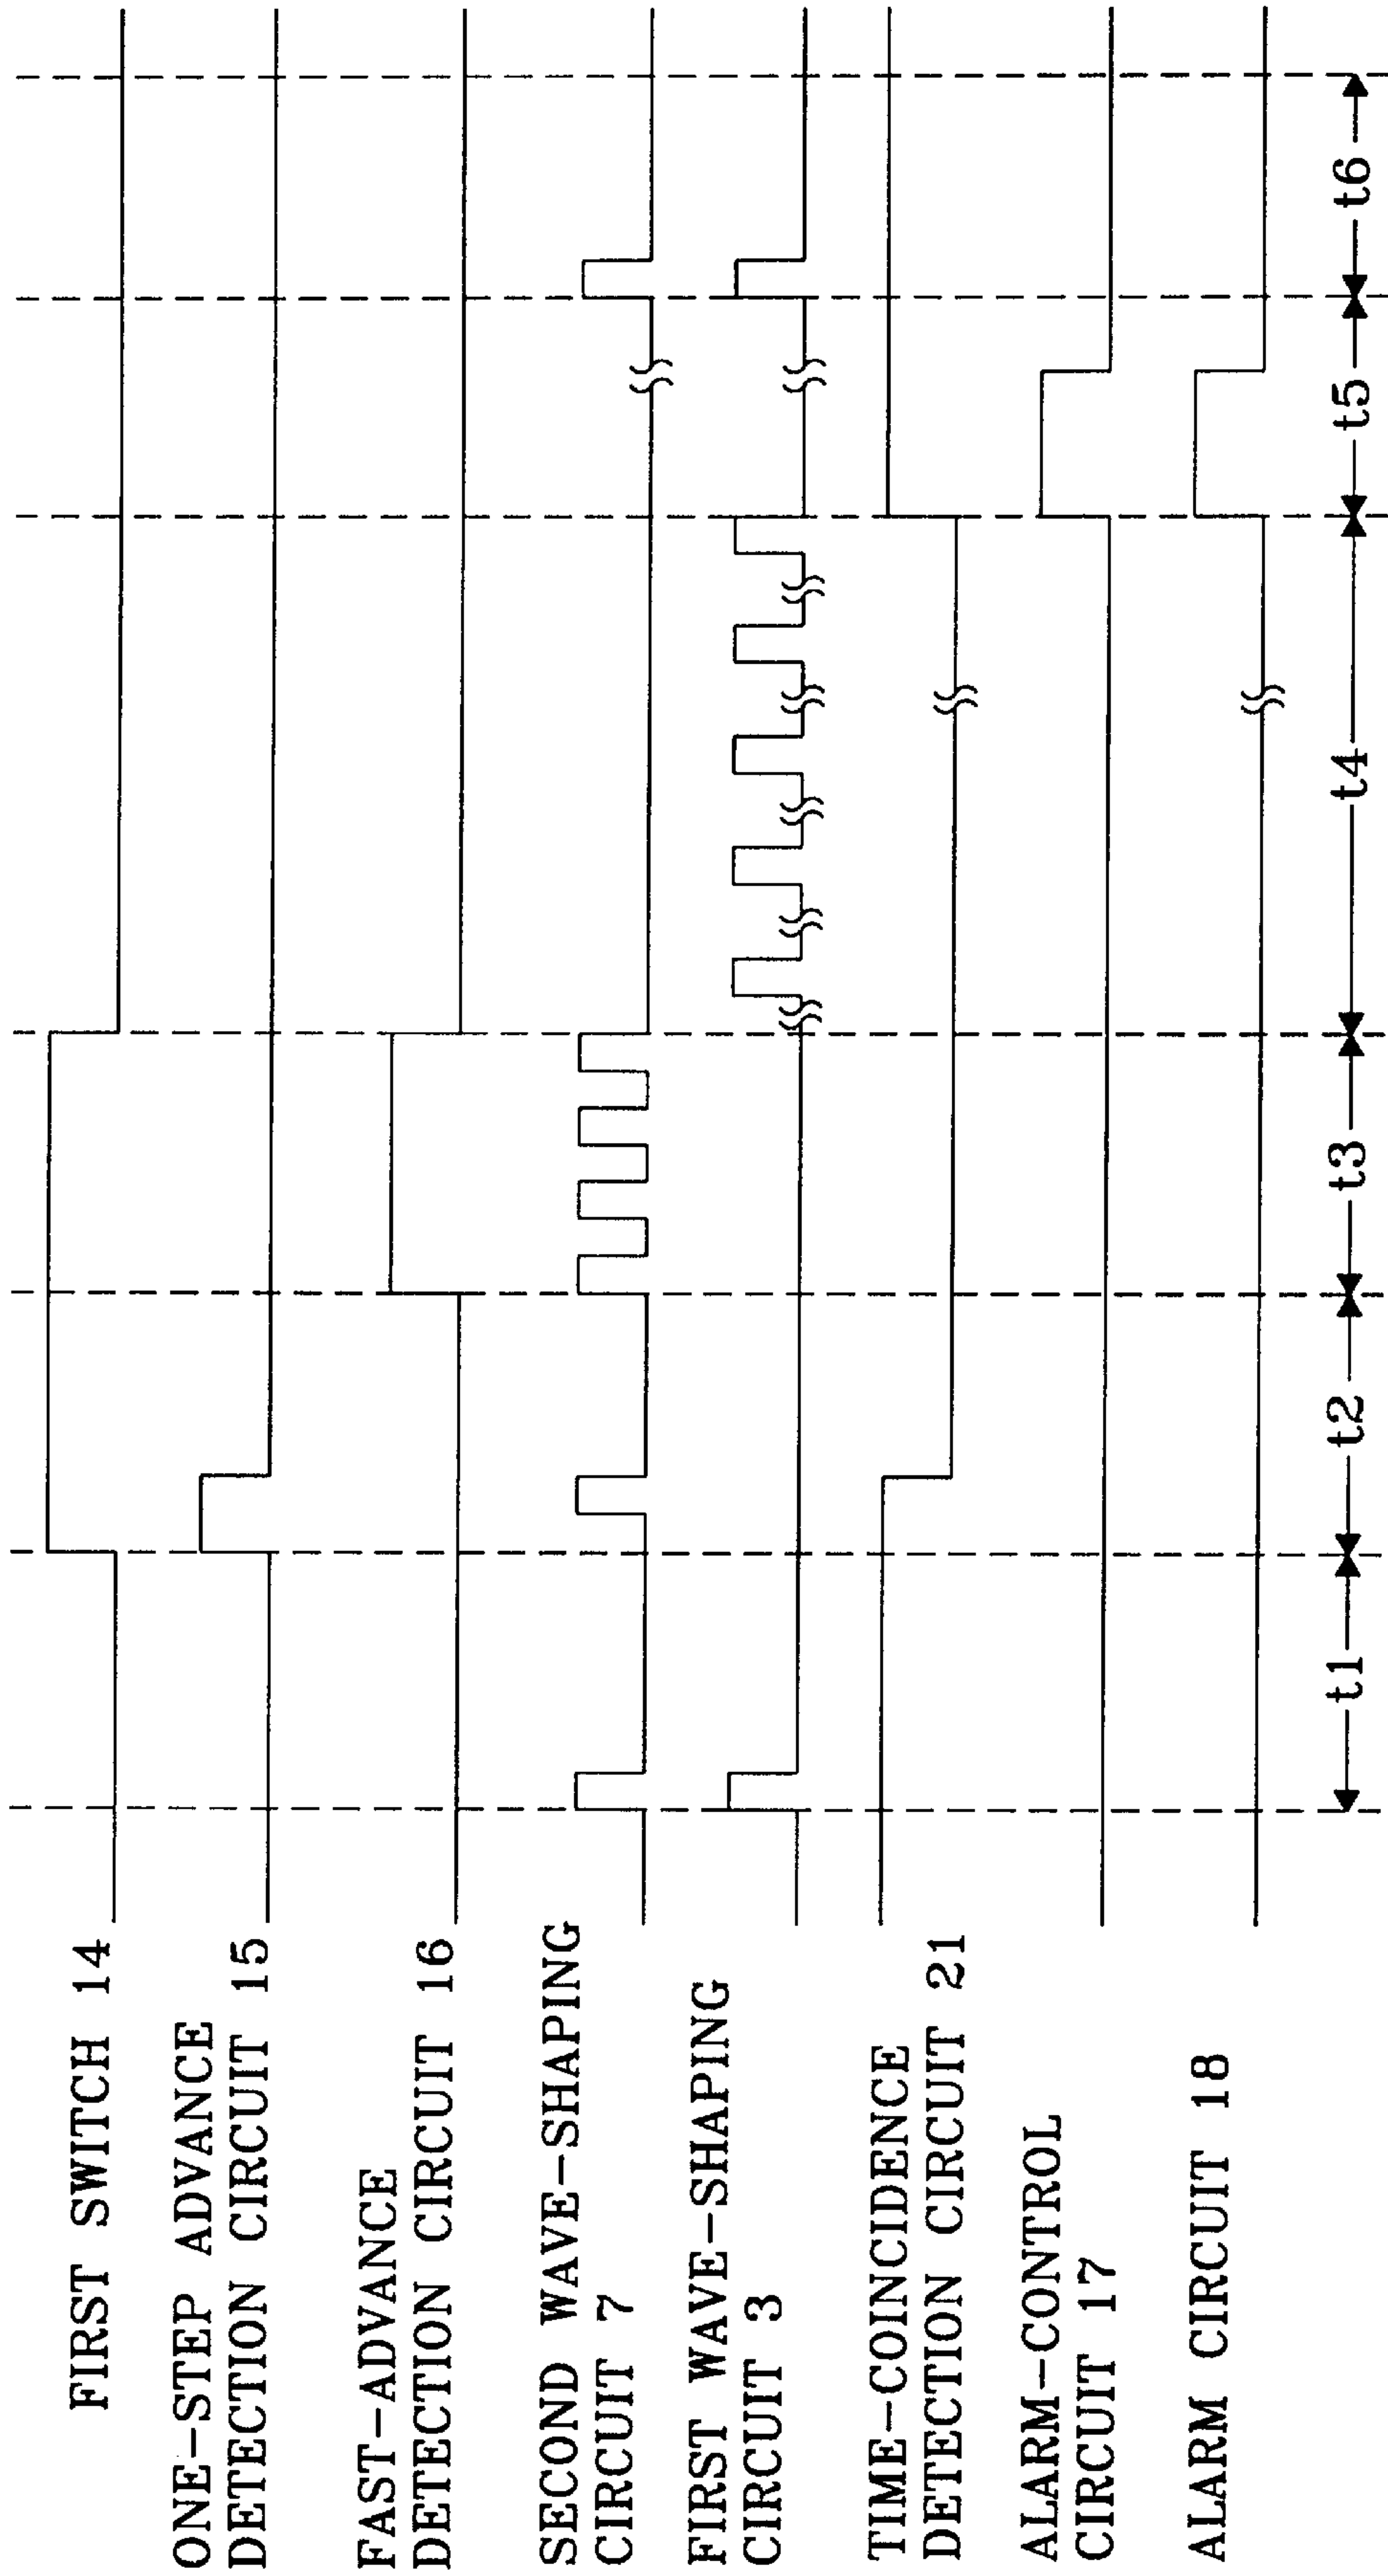 FIRST SWITCH 14
ONE-STEP ADVANCE
DETECTION CIRCUIT 15
FAST-ADVANCE
DETECTION CIRCUIT 16
SECOND WAVE-SHAPING
CIRCUIT 7
FIRST WAVE-SHAPING
CIRCUIT 3
TIME-COINCIDENCE
DETECTION CIRCUIT 21
ALARM-CONTROL
CIRCUIT 17
ALARM CIRCUIT 18
t1 t2 t3 t4 t5 t6